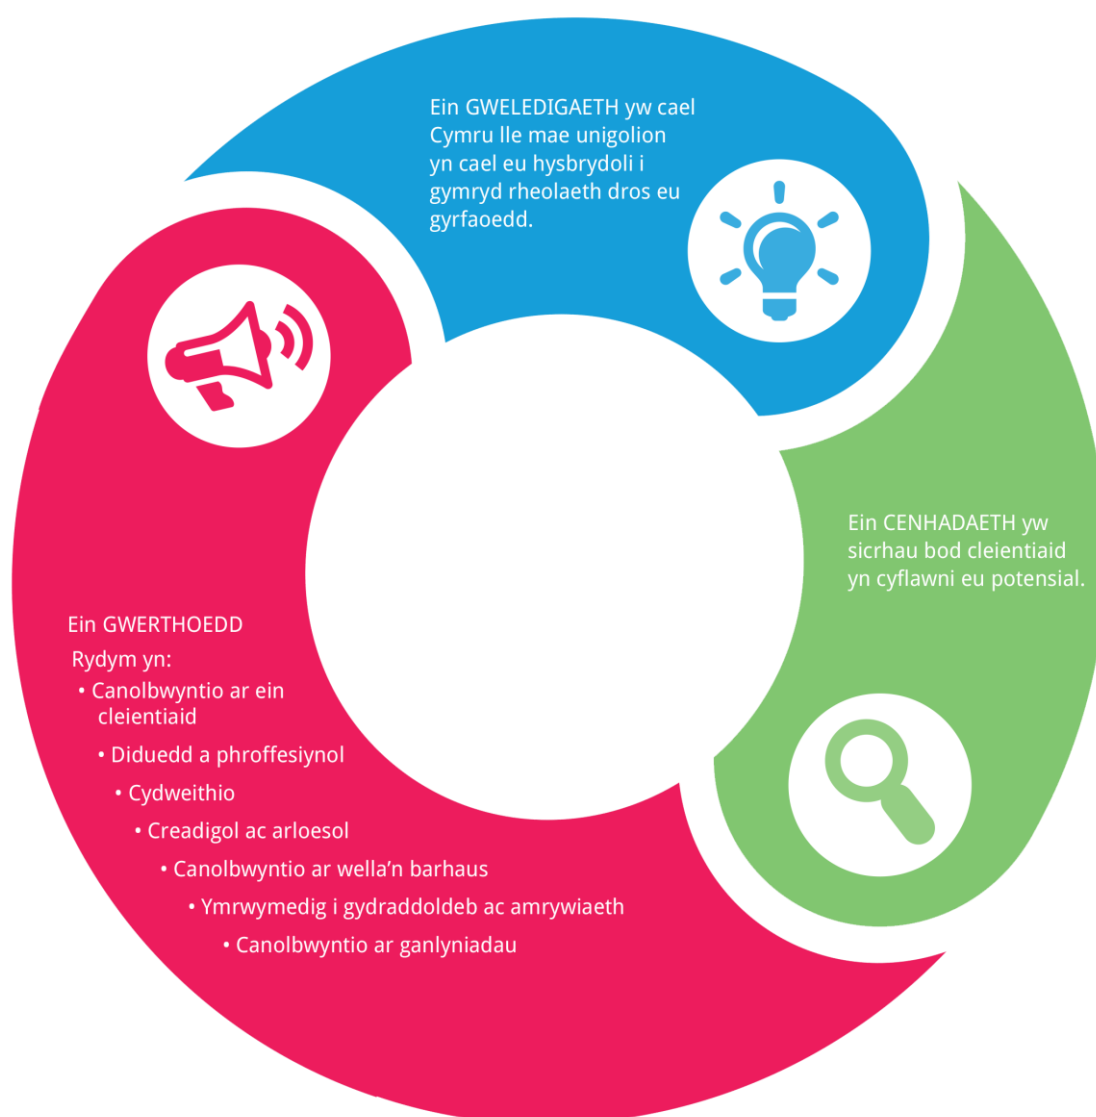 Ein GWELEDIGAETH yw cael
Cymru lle mae unigolion
yn cael eu hysbrydoli i
gymryd rheolaeth dros eu
gyrfaoedd.
Ein CENHADAETH yw
sicrhau bod cleientiaid
yn cyflawni eu potensial.
Ein GWERTHOEDD
Rydym yn:
• Canolbwyntio ar ein
cleientiaid
• Diduedd a phroffesiynol
• Cydweithio
• Creadigol ac arloesol
• Canolbwyntio ar wella’n barhaus
• Ymrwymedig i gydraddoldeb ac amrywiaeth
• Canolbwyntio ar ganlyniadau